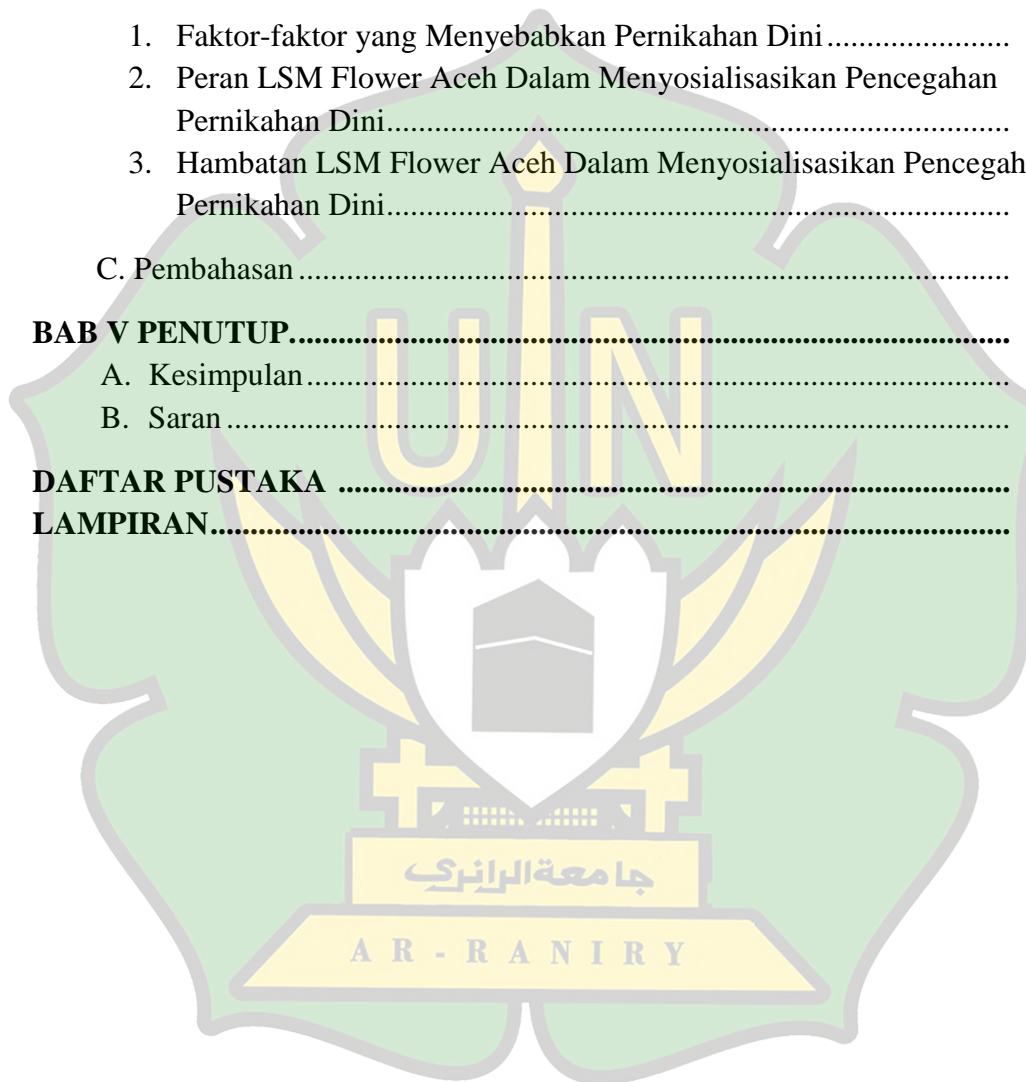 1. Faktor-faktor yang Menyebabkan Pernikahan Dini.......................
2. Peran LSM Flower Aceh Dalam Menyosialisasikan Pencegahan
Pernikahan Dini...............................................................................
3. Hambatan LSM Flower Aceh Dalam Menyosialisasikan Pencegah
Pernikahan Dini...............................................................................
C. Pembahasan.........................................................................................
BAB V PENUTUP.........................................................................................
A. Kesimpulan........................................................................................
B. Saran..................................................................................................
DAFTAR PUSTAKA ....................................................................................
LAMPIRAN....................................................................................................
UIN
جامعة الرانري
AR-RANIRY